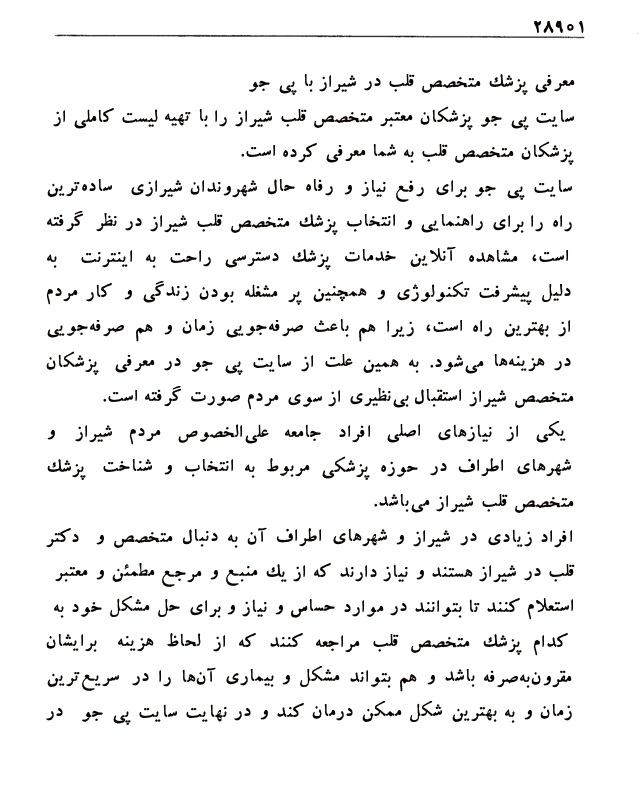 ۲۸۹۰۱
معرفی پزشك متخصص قلب در شیراز با پی جو
سایت پی جو پزشکان معتبر متخصص قلب شیراز را با تهیه لیست کاملی از
پزشکان متخصص قلب به شما معرفی کرده است.
سایت پی جو برای رفع نیاز و رفاه حال شهروندان شیرازی ساده‌ترین
راه را برای راهنمایی و انتخاب پزشك متخصص قلب شیراز در نظر گرفته
است، مشاهده آنلاین خدمات پزشك دسترسی راحت به اینترنت به
دلیل پیشرفت تکنولوژی و همچنین پر مشغله بودن زندگی و کار مردم
از بهترین راه است، زیرا هم باعث صرفه‌جویی زمان و هم صرفه‌جویی
در هزینه‌ها می‌شود. به همین علت از سایت پی جو در معرفی پزشکان
متخصص شیراز استقبال بی‌نظیری از سوی مردم صورت گرفته است.
یکی از نیازهای اصلی افراد جامعه علی‌الخصوص مردم شیراز و
شهرهای اطراف در حوزه پزشکی مربوط به انتخاب و شناخت پزشك
متخصص قلب شیراز می‌باشد.
افراد زیادی در شیراز و شهرهای اطراف آن به دنبال متخصص و دکتر
قلب در شیراز هستند و نیاز دارند که از یك منبع و مرجع مطمئن و معتبر
استعلام کنند تا بتوانند در موارد حساس و نیاز و برای حل مشکل خود به
کدام پزشك متخصص قلب مراجعه کنند که از لحاظ هزینه برایشان
مقرون‌به‌صرفه باشد و هم بتواند مشکل و بیماری آن‌ها را در سریع‌ترین
زمان و به بهترین شکل ممکن درمان کند و در نهایت سایت پی جو در